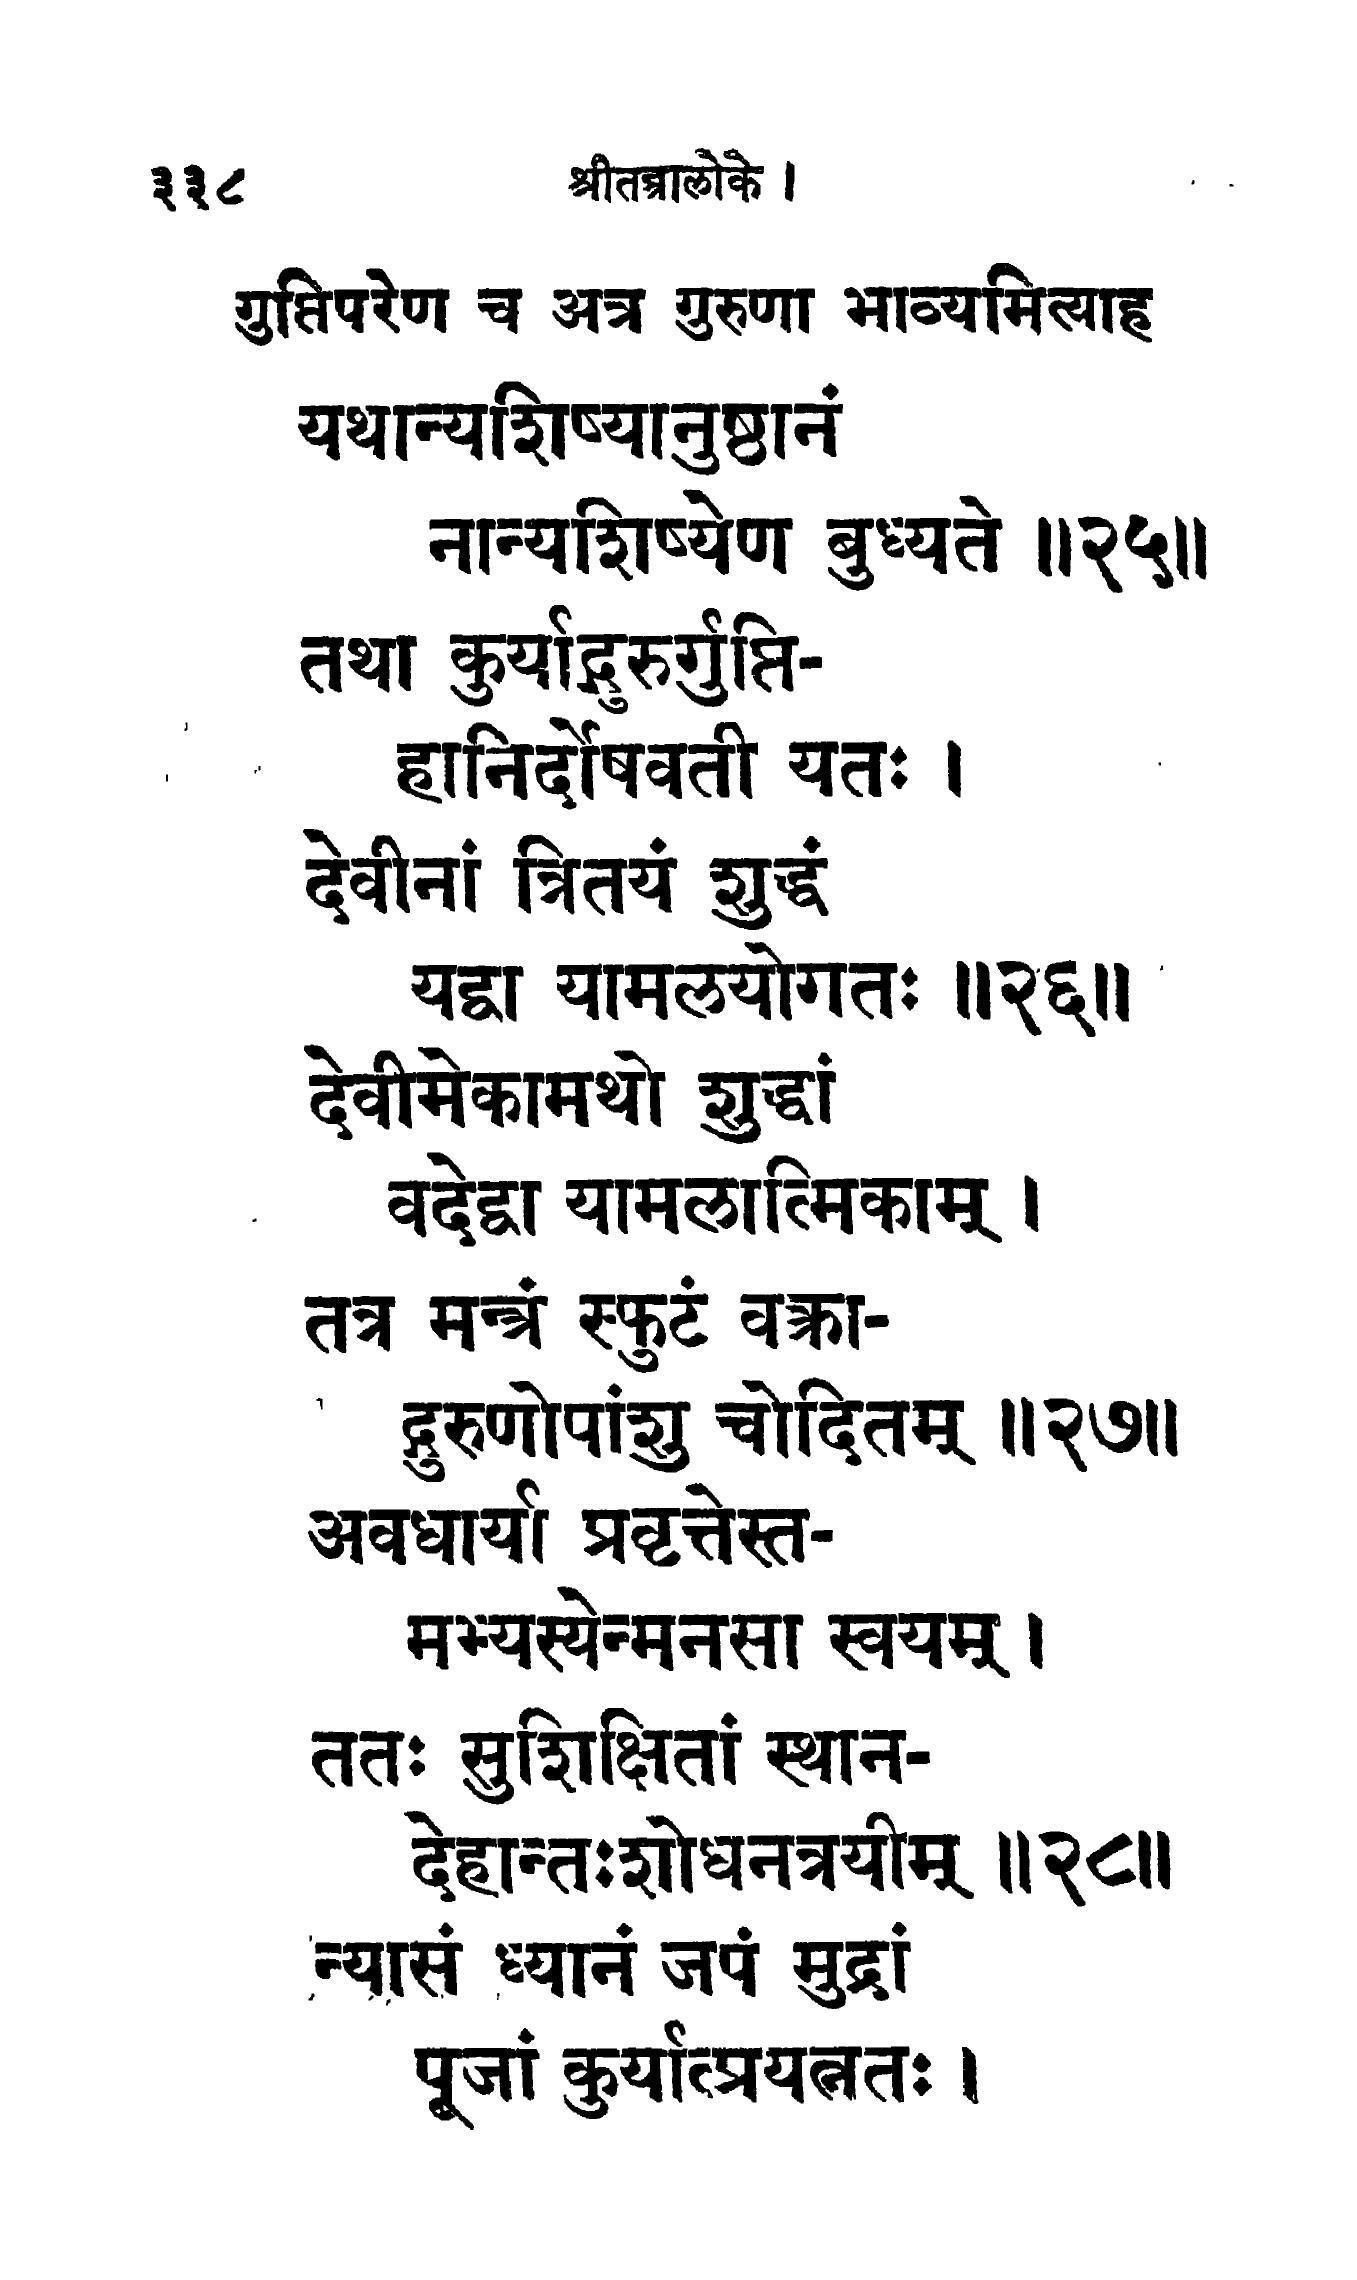 ३३८ श्रीतन्त्रालोके ।
गुप्तिपरेण च अत्र गुरुणा भाव्यमित्याह
यथान्यशिष्यानुष्ठानं
नान्यशिष्येण बुध्यते ॥२५॥
तथा कुर्याद्गुरुर्गुप्ति-
हानिर्दोषवती यतः ।
देवीनां त्रितयं शुद्धं
यद्वा यामलयोगतः ॥२६॥
देवीमेकामथो शुद्धां
वदेद्वा यामलात्मिकाम् ।
तत्र मन्त्रं स्फुटं वक्त्रा-
द्गुरुणोपांशु चोदितम् ॥२७॥
अवधार्या प्रवृत्तेस्त-
मभ्यस्येन्मनसा स्वयम् ।
ततः सुशिक्षितां स्थान-
देहान्तःशोधनत्रयीम् ॥२८॥
न्यासं ध्यानं जपं मुद्रां
पूजां कुर्यात्प्रयत्नतः ।